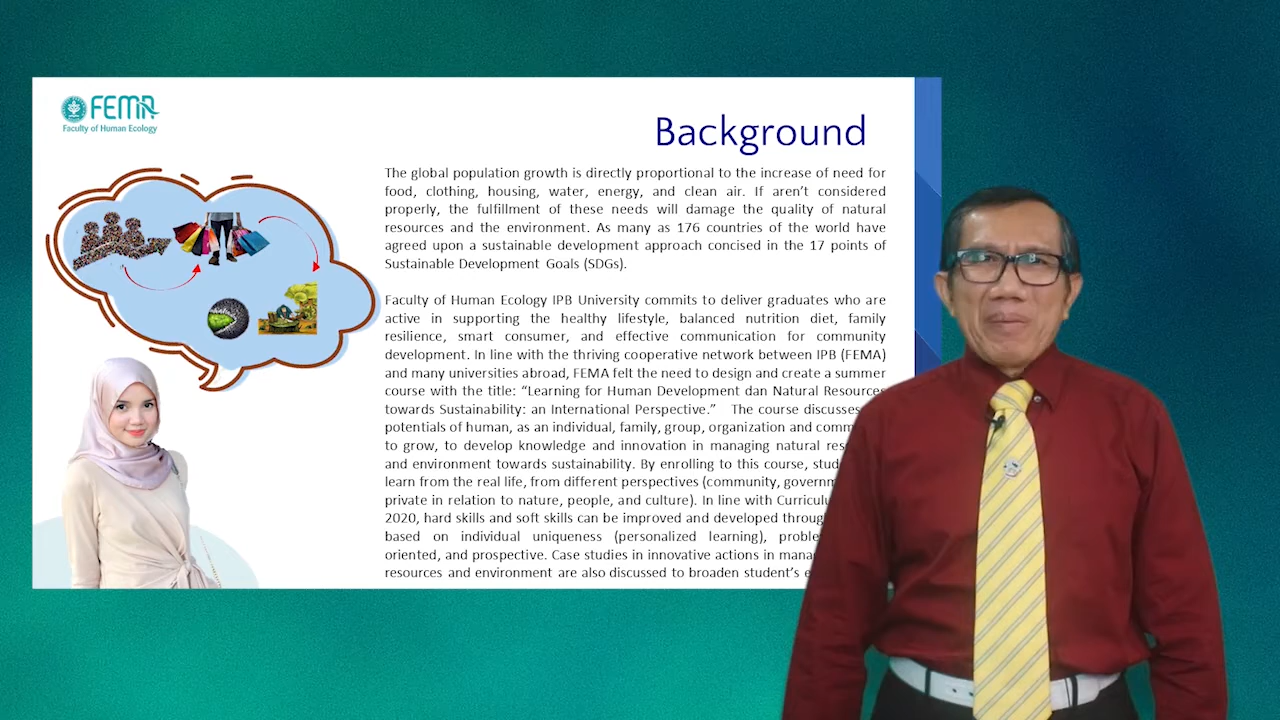 FEMA
Faculty of Human Ecology
Background
The global population growth is directly proportional to the increase of need for
food, clothing, housing, water, energy, and clean air. If aren't considered
properly, the fulfillment of these needs will damage the quality of natural
resources and the environment. As many as 176 countries of the world have
agreed upon a sustainable development approach concised in the 17 points of
Sustainable Development Goals (SDGs).
Faculty of Human Ecology IPB University commits to deliver graduates who are
active in supporting the healthy lifestyle, balanced nutrition diet, family
resilience, smart consumer, and effective communication for community
development. In line with the thriving cooperative network between IPB (FEMA)
and many universities abroad, FEMA felt the need to design and create a summer
course with the title: “Learning for Human Development dan Natural Resources
towards Sustainability: an International Perspective.” The course discusses
potentials of human, as an individual, family, group, organization and
to grow, to develop knowledge and innovation in managing natural
and environment towards sustainability. By enrolling to this course,
learn from the real life, from different perspectives (community,
private in relation to nature, people, and culture). In line with
2020, hard skills and soft skills can be improved and developed
based on individual uniqueness (personalized learning),
oriented, and prospective. Case studies in innovative actions in
resources and environment are also discussed to broaden student's